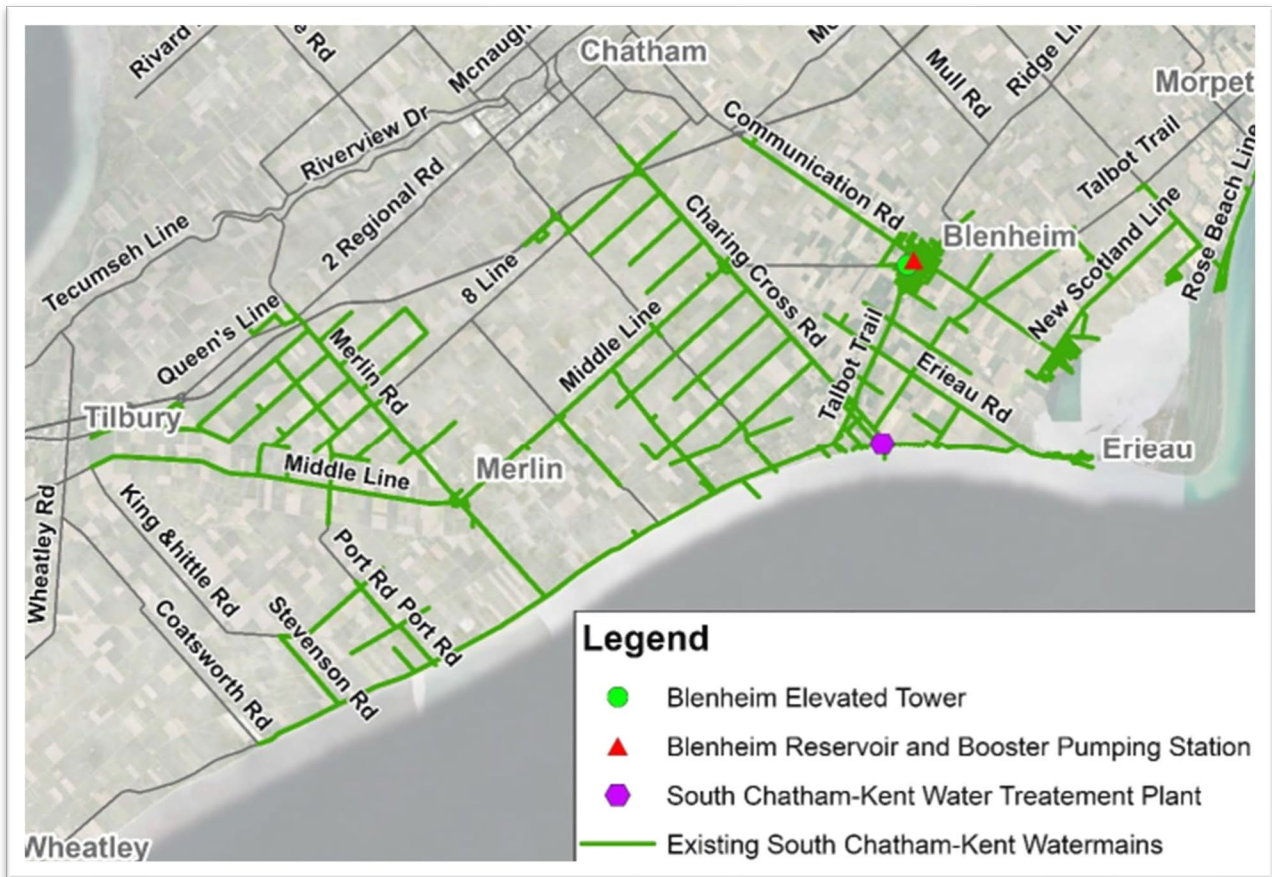 Rivard
e Rd
Mcnaugh
Chatham
Mull Rd
Ridge Lin
Morpet
Riverview Dr
Communication Rd
Talbot Trail
Rose Beach Line
2 Regional Rd
Tecumseh Line
Charing Cross Rd
Blenheim
New Scotland Line
8 Line
Queen's Line
Merlin Rd
Middle Line
Talbot Trail
Erieau Rd
Tilbury
Middle Line
Merlin
Erieau
Wheatley Rd
King &hittle Rd
Port Rd
Port Rd
Stevenson Rd
Coatsworth Rd
Wheatley
Legend
Blenheim Elevated Tower
Blenheim Reservoir and Booster Pumping Station
South Chatham-Kent Water Treatement Plant
Existing South Chatham-Kent Watermains